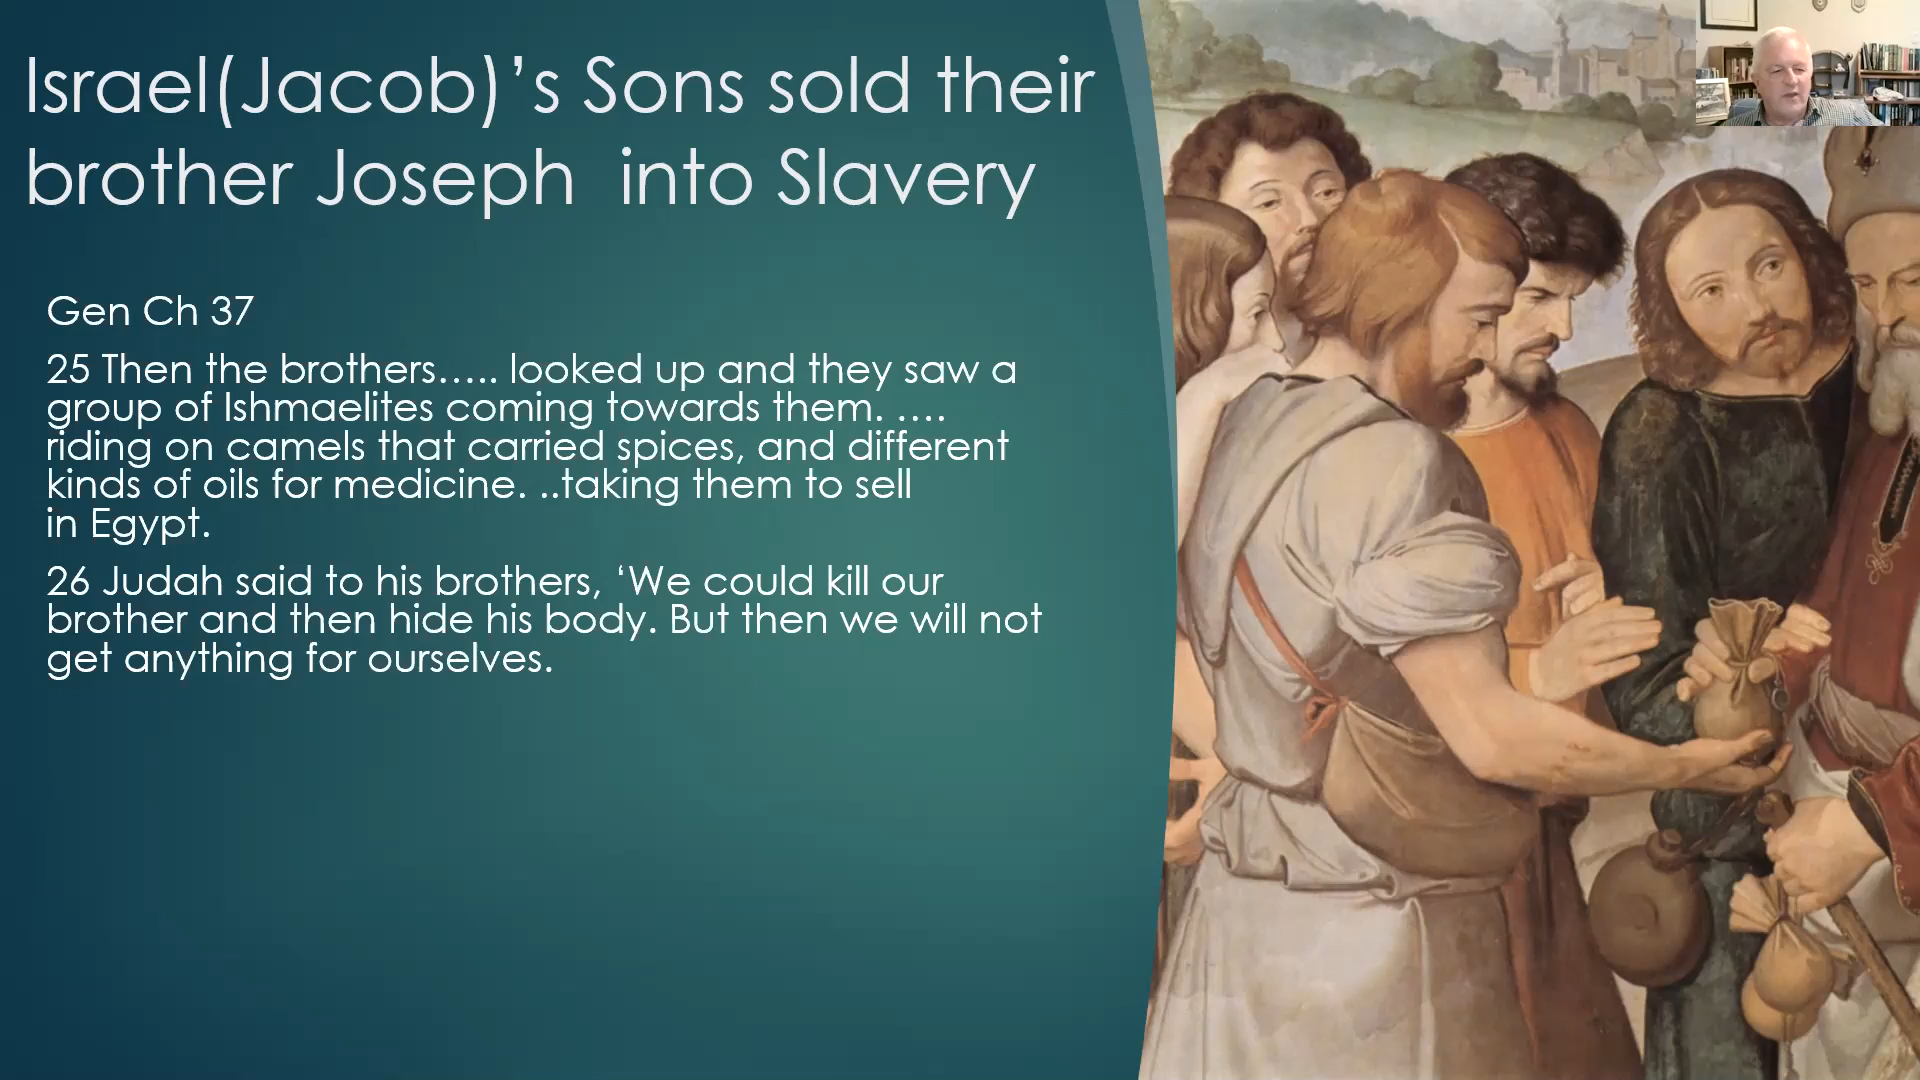 Israel(Jacob)’s Sons sold their
brother Joseph  into Slavery
Gen Ch 37
25 Then the brothers….. looked up and they saw a
group of Ishmaelites coming towards them. ….
riding on camels that carried spices, and different
kinds of oils for medicine. ..taking them to sell
in Egypt.
26 Judah said to his brothers, ‘We could kill our
brother and then hide his body. But then we will not
get anything for ourselves.